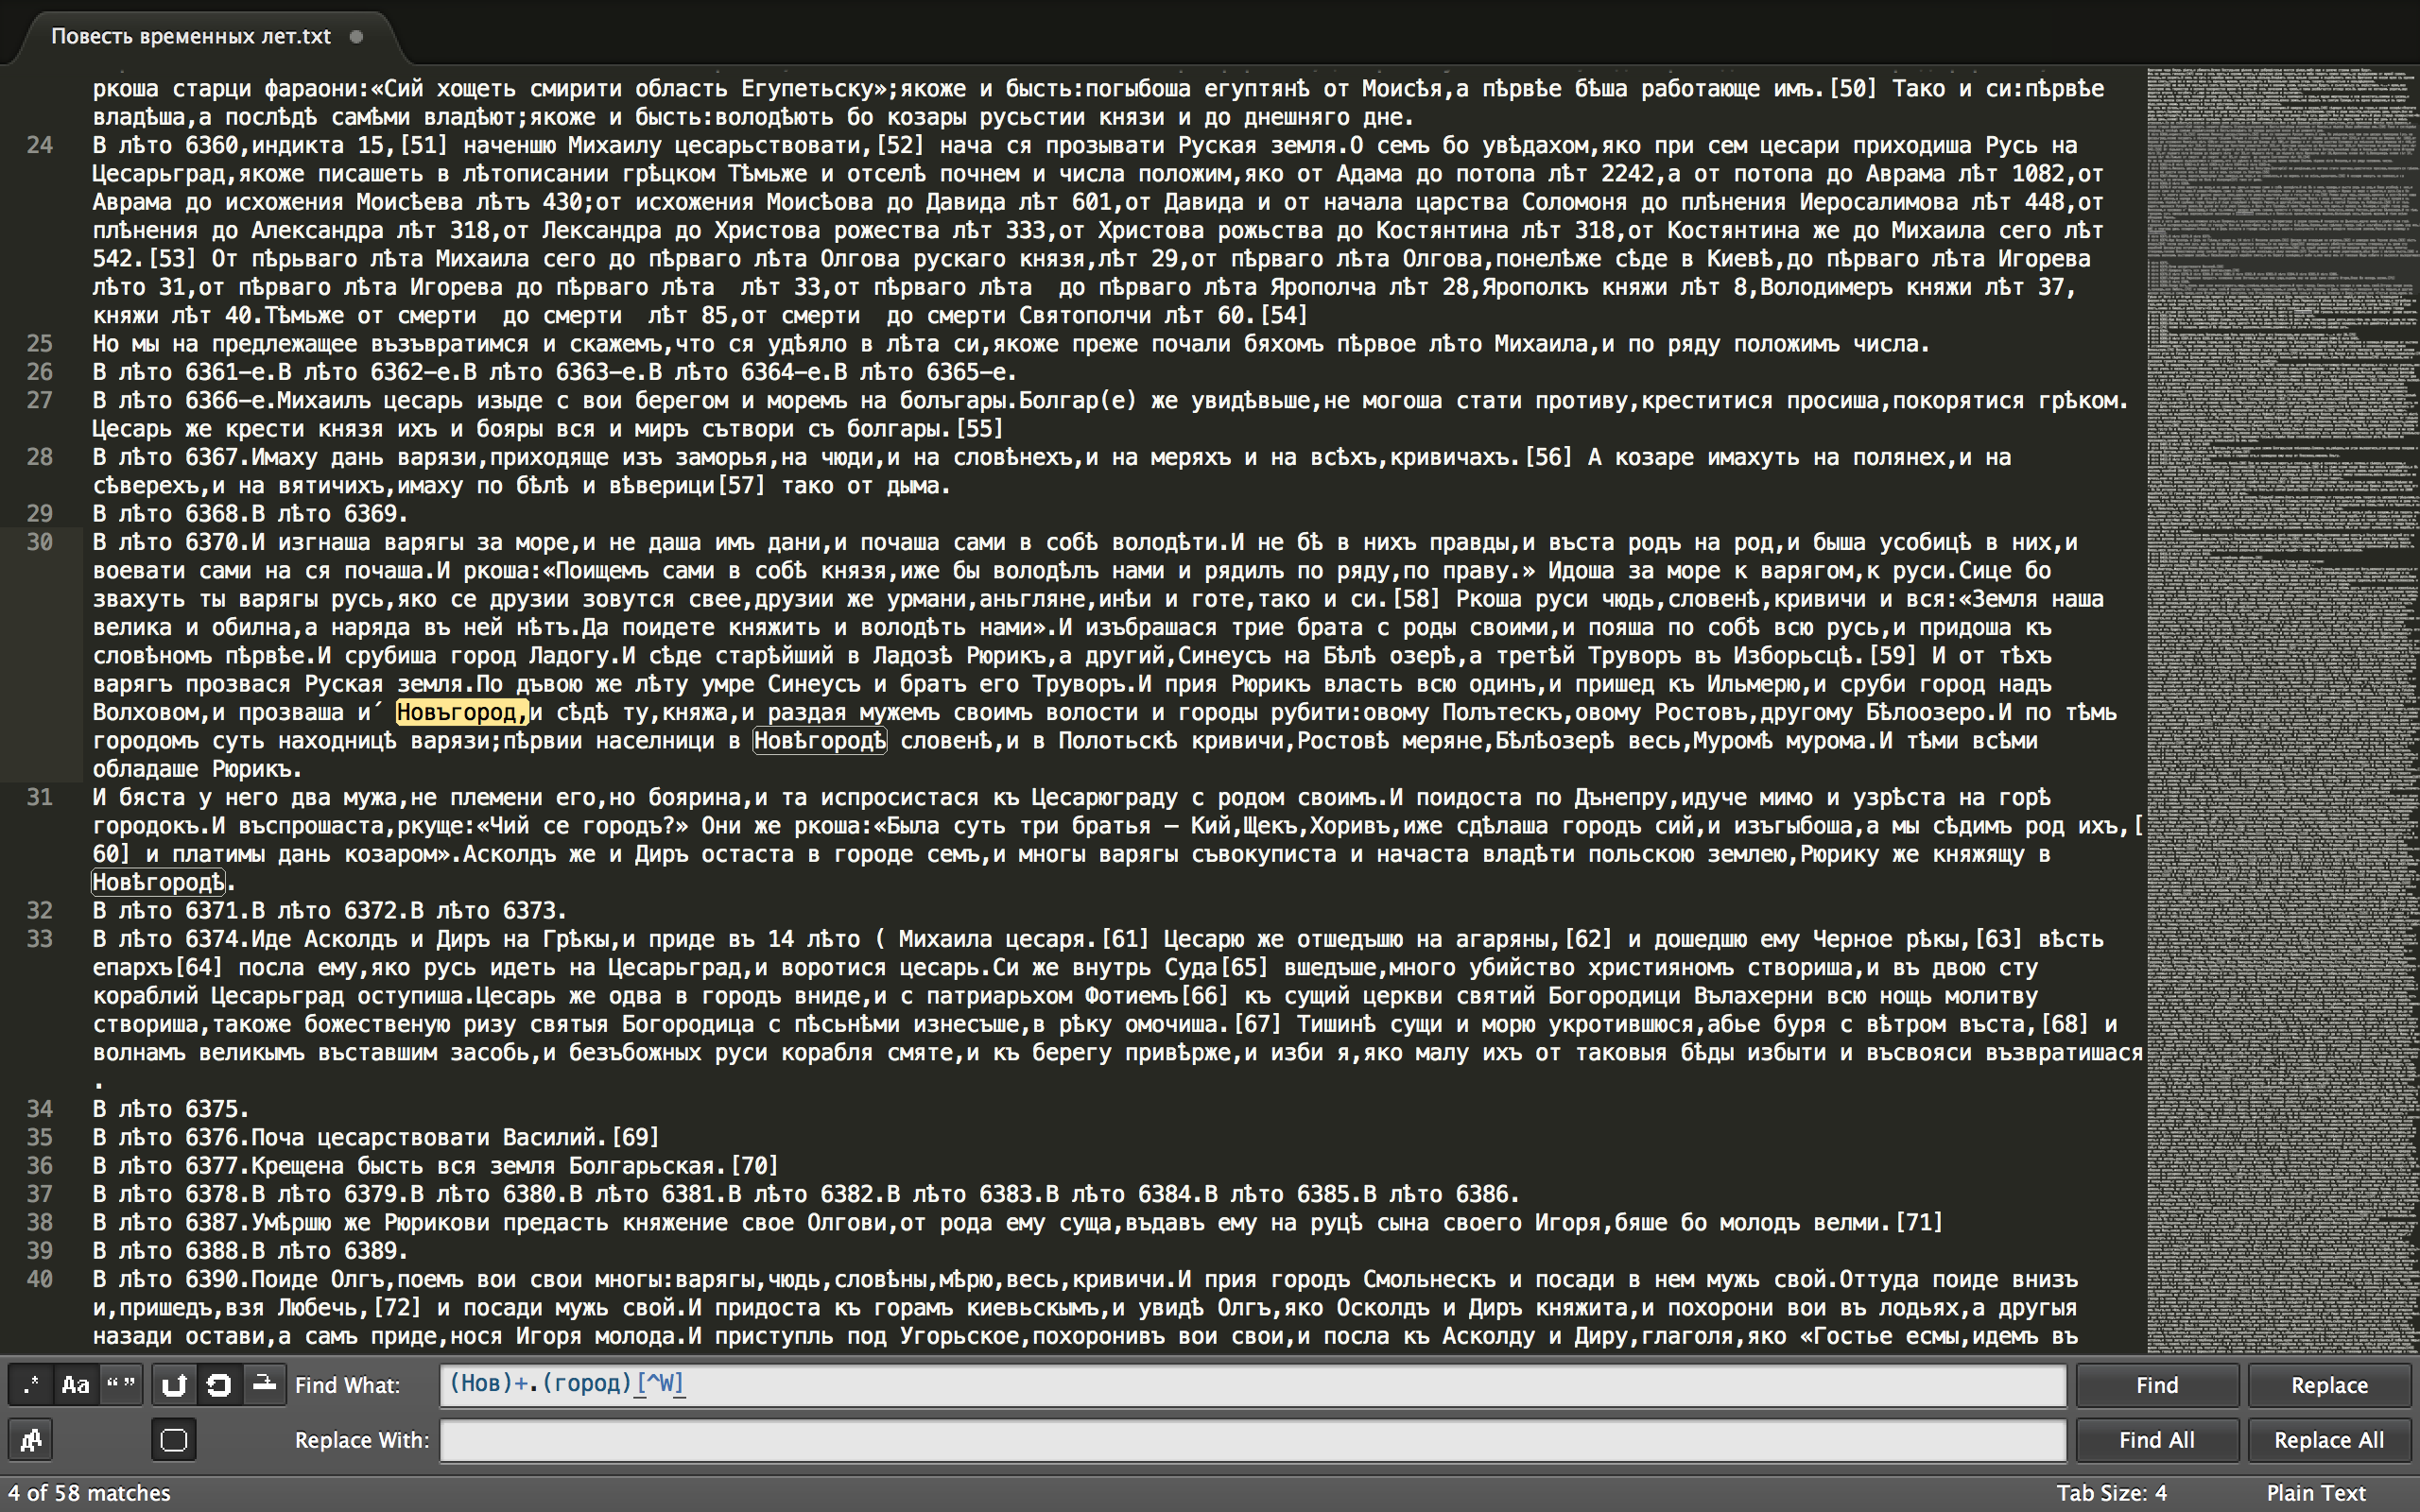 Повесть временных лет.txt
ркоша старци фараони:«Сий хощеть смирити область Егупетьску»;якоже и бысть:погыбоша егуптянѣ от Моисѣя,а пѣрвѣе бѣша работающе имъ.[50] Тако и си:пѣрвѣе
владѣша,а послѣдѣ самѣми владѣют;якоже и бысть:володѣють бо козары русьстии князи и до днешняго дне.
24 В лѣто 6360,индикта 15,[51] наченшю Михаилу цесарьствовати,[52] нача ся прозывати Руская земля.О семъ бо увѣдахом,яко при сем цесари приходиша Русь на
Цесарьград,якоже писашеть в лѣтописании грѣцком Тѣмьже и отселѣ почнем и числа положим,яко от Адама до потопа лѣт 2242,а от потопа до Аврама лѣт 1082,от
Аврама до исхожения Моисѣева лѣтъ 430;от исхожения Моисѣова до Давида лѣт 601,от Давида и от начала царства Соломоня до плѣнения Иеросалимова лѣт 448,от
плѣнения до Александра лѣт 318,от Лександра до Христова рожества лѣт 333,от Христова рожьства до Костянтина лѣт 318,от Костянтина же до Михаила сего лѣт
542.[53] От пѣрьваго лѣта Михаила сего до пѣрваго лѣта Олгова рускаго князя,лѣт 29,от пѣрваго лѣта Олгова,понелѣже сѣде в Киевѣ,до пѣрваго лѣта Игорева
лѣто 31,от пѣрваго лѣта Игорева до пѣрваго лѣта  лѣт 33,от пѣрваго лѣта  до пѣрваго лѣта Ярополча лѣт 28,Ярополкъ княжи лѣт 8,Володимеръ княжи лѣт 37,
княжи лѣт 40.Тѣмьже от смерти  до смерти  лѣт 85,от смерти  до смерти Святополчи лѣт 60.[54]
25 Но мы на предлежащее възъвратимся и скажемъ,что ся удѣяло в лѣта си,якоже преже почали бяхомъ пѣрвое лѣто Михаила,и по ряду положимъ числа.
26 В лѣто 6361-е.В лѣто 6362-е.В лѣто 6363-е.В лѣто 6364-е.В лѣто 6365-е.
27 В лѣто 6366-е.Михаилъ цесарь изыде с вои берегом и моремъ на болъгары.Болгар(е) же увидѣвьше,не могоша стати противу,креститися просиша,покорятися грѣком.
Цесарь же крести князя ихъ и бояры вся и миръ сътвори съ болгары.[55]
28 В лѣто 6367.Имаху дань варязи,приходяще изъ заморья,на чюди,и на словѣнехъ,и на меряхъ и на всѣхъ,кривичахъ.[56] А козаре имахуть на полянех,и на
сѣверехъ,и на вятичихъ,имаху по бѣлѣ и вѣверици[57] тако от дыма.
29 В лѣто 6368.В лѣто 6369.
30 В лѣто 6370.И изгнаша варягы за море,и не даша имъ дани,и почаша сами в собѣ володѣти.И не бѣ в нихъ правды,и въста родъ на род,и быша усобицѣ в них,и
воевати сами на ся почаша.И ркоша:«Поищемъ сами в собѣ князя,иже бы володѣлъ нами и рядилъ по ряду,по праву.» Идоша за море к варягом,к руси.Сице бо
звахуть ты варягы русь,яко се друзии зовутся свее,друзии же урмани,аньгляне,инѣи и готе,тако и си.[58] Ркоша руси чюдь,словенѣ,кривичи и вся:«Земля наша
велика и обилна,а наряда въ ней нѣтъ.Да поидете княжить и володѣть нами».И изъбрашася трие брата с роды своими,и пояша по собѣ всю русь,и придоша къ
словѣномъ пѣрвѣе.И срубиша город Ладогу.И сѣде старѣйший в Ладозѣ Рюрикъ,а другий,Синеусъ на Бѣлѣ озерѣ,а третѣй Труворъ въ Изборьсцѣ.[59] И от тѣхъ
варягъ прозвася Руская земля.По дъвою же лѣту умре Синеусъ и братъ его Труворъ.И прия Рюрикъ власть всю одинъ,и пришед къ Ильмерю,и сруби город надъ
Волховом,и прозваша и´ Новъгород,и сѣдѣ ту,княжа,и раздая мужемъ своимъ волости и городы рубити:овому Полътескъ,овому Ростовъ,другому Бѣлоозеро.И по тѣмь
городомъ суть находницѣ варязи;пѣрвии населници в Новѣгородѣ словенѣ,и в Полотьскѣ кривичи,Ростовѣ меряне,Бѣлѣозерѣ весь,Муромѣ мурома.И тѣми всѣми
обладаше Рюрикъ.
31 И бяста у него два мужа,не племени его,но боярина,и та испросистася къ Цесарюграду с родом своимъ.И поидоста по Дънепру,идуче мимо и узрѣста на горѣ
городокъ.И въспрошаста,ркуще:«Чий се городъ?» Они же ркоша:«Была суть три братья — Кий,Щекъ,Хоривъ,иже сдѣлаша городъ сий,и изъгыбоша,а мы сѣдимъ род ихъ,[
60] и платимы дань козаром».Асколдъ же и Диръ остаста в городе семъ,и многы варягы съвокуписта и начаста владѣти польскою землею,Рюрику же княжящу в
Новѣгородѣ.
32 В лѣто 6371.В лѣто 6372.В лѣто 6373.
33 В лѣто 6374.Иде Асколдъ и Диръ на Грѣкы,и приде въ 14 лѣто ( Михаила цесаря.[61] Цесарю же отшедъшю на агаряны,[62] и дошедшю ему Черное рѣкы,[63] вѣсть
епархъ[64] посла ему,яко русь идеть на Цесарьград,и воротися цесарь.Си же внутрь Суда[65] вшедъше,много убийство християномъ створиша,и въ двою сту
кораблий Цесарьград оступиша.Цесарь же одва в городъ вниде,и с патриарьхом Фотиемъ[66] къ сущий церкви святий Богородици Вълахерни всю нощь молитву
створиша,такоже божественую ризу святыя Богородица с пѣсьнѣми изнесъше,в рѣку омочиша.[67] Тишинѣ сущи и морю укротившюся,абье буря с вѣтром въста,[68] и
волнамъ великымъ въставшим засобь,и безъбожных руси корабля смяте,и къ берегу привѣрже,и изби я,яко малу ихъ от таковыя бѣды избыти и въсвояси възвратишася
.
34 В лѣто 6375.
35 В лѣто 6376.Поча цесарствовати Василий.[69]
36 В лѣто 6377.Крещена бысть вся земля Болгарьская.[70]
37 В лѣто 6378.В лѣто 6379.В лѣто 6380.В лѣто 6381.В лѣто 6382.В лѣто 6383.В лѣто 6384.В лѣто 6385.В лѣто 6386.
38 В лѣто 6387.Умѣршю же Рюрикови предасть княжение свое Олгови,от рода ему суща,въдавъ ему на руцѣ сына своего Игоря,бяше бо молодъ велми.[71]
39 В лѣто 6388.В лѣто 6389.
40 В лѣто 6390.Поиде Олгъ,поемъ вои свои многы:варягы,чюдь,словѣны,мѣрю,весь,кривичи.И прия городъ Смольнескъ и посади в нем мужь свой.Оттуда поиде внизъ
и,пришедъ,взя Любечь,[72] и посади мужь свой.И придоста къ горамъ киевьскымъ,и увидѣ Олгъ,яко Осколдъ и Диръ княжита,и похорони вои въ лодьях,а другыя
назади остави,а самъ приде,нося Игоря молода.И приступль под Угорьское,похоронивъ вои свои,и посла къ Асколду и Диру,глаголя,яко «Гостье есмы,идемъ въ
.* Aa “” Find What: (Нов)+.(город)[^W] Find Replace
Replace With: Find All Replace All
4 of 58 matches Tab Size: 4 Plain Text